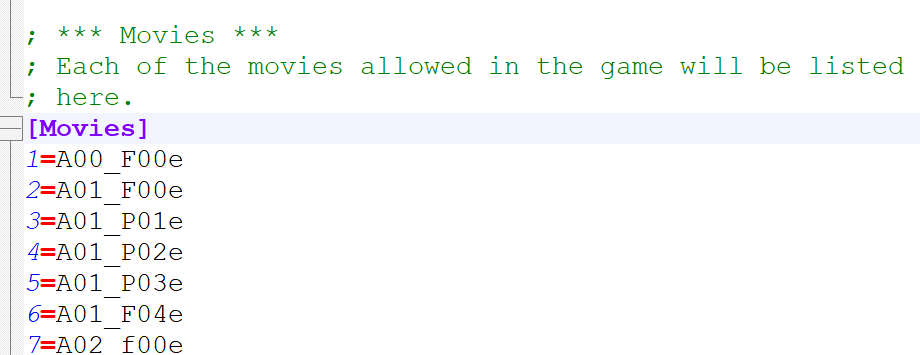 ; *** Movies ***
; Each of the movies allowed in the game will be listed
; here.
[Movies]
1=A00_F00e
2=A01_F00e
3=A01_P01e
4=A01_P02e
5=A01_P03e
6=A01_F04e
7=A02_f00e